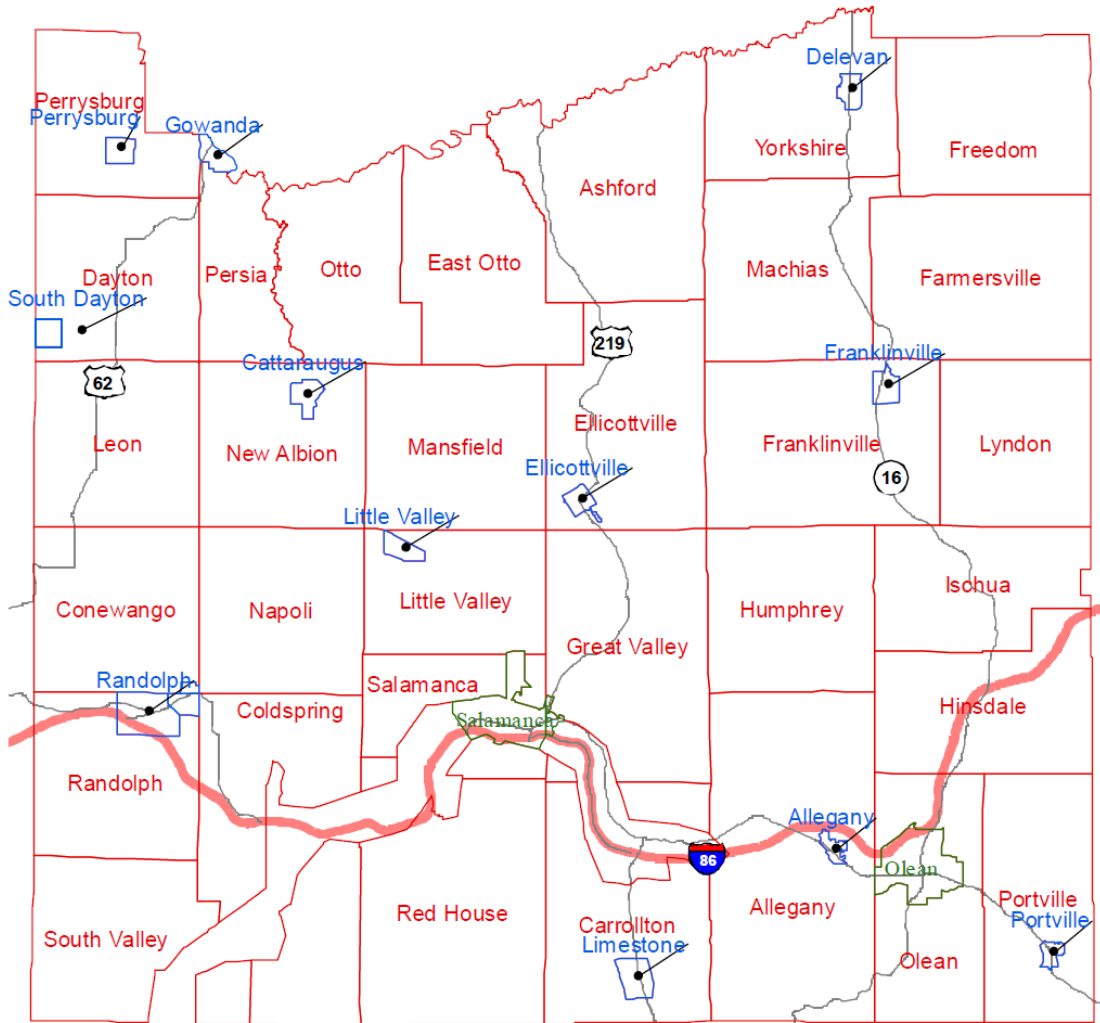 Delevan
Perrysburg
Perrysburg
Gowanda
Yorkshire
Freedom
Ashford
Dayton
Persia
Otto
East Otto
Machias
Farmersville
South Dayton
219
Franklinville
Cattaraugus
62
Leon
New Albion
Mansfield
Ellicottville
Franklinville
Lyndon
Ellicottville
16
Little Valley
Conewango
Napoli
Little Valley
Humphrey
Ischua
Great Valley
Randolph
Salamanca
Coldspring
Salamanca
Hinsdale
Randolph
Allegany
86
Olean
Red House
Allegany
Portville
Carrollton
Portville
South Valley
Limestone
Olean